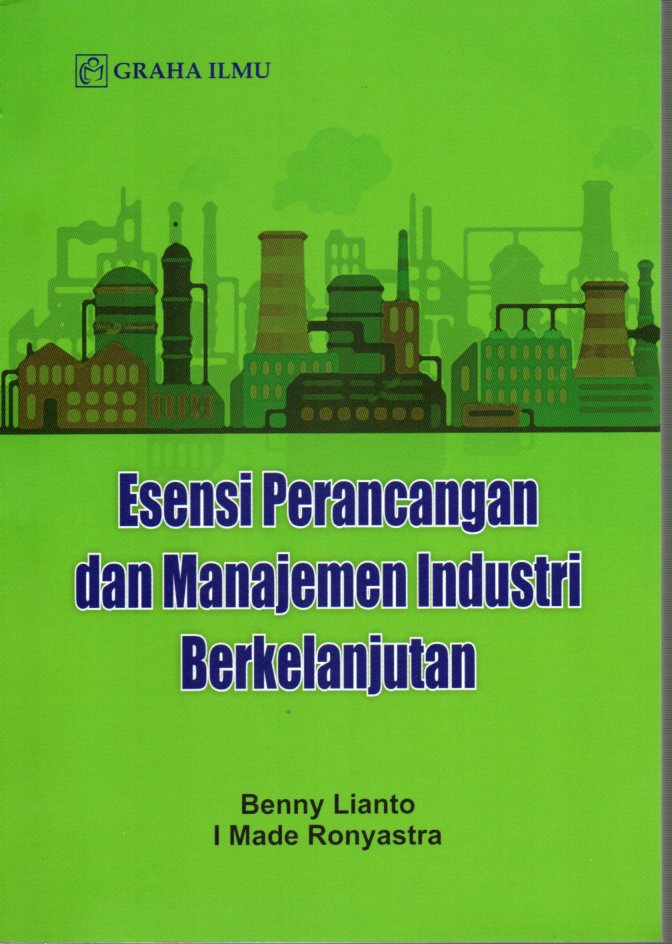 GRAHA ILMU
Esensi Perancangan
dan Manajemen Industri
Berkelanjutan
Benny Lianto
I Made Ronyastra